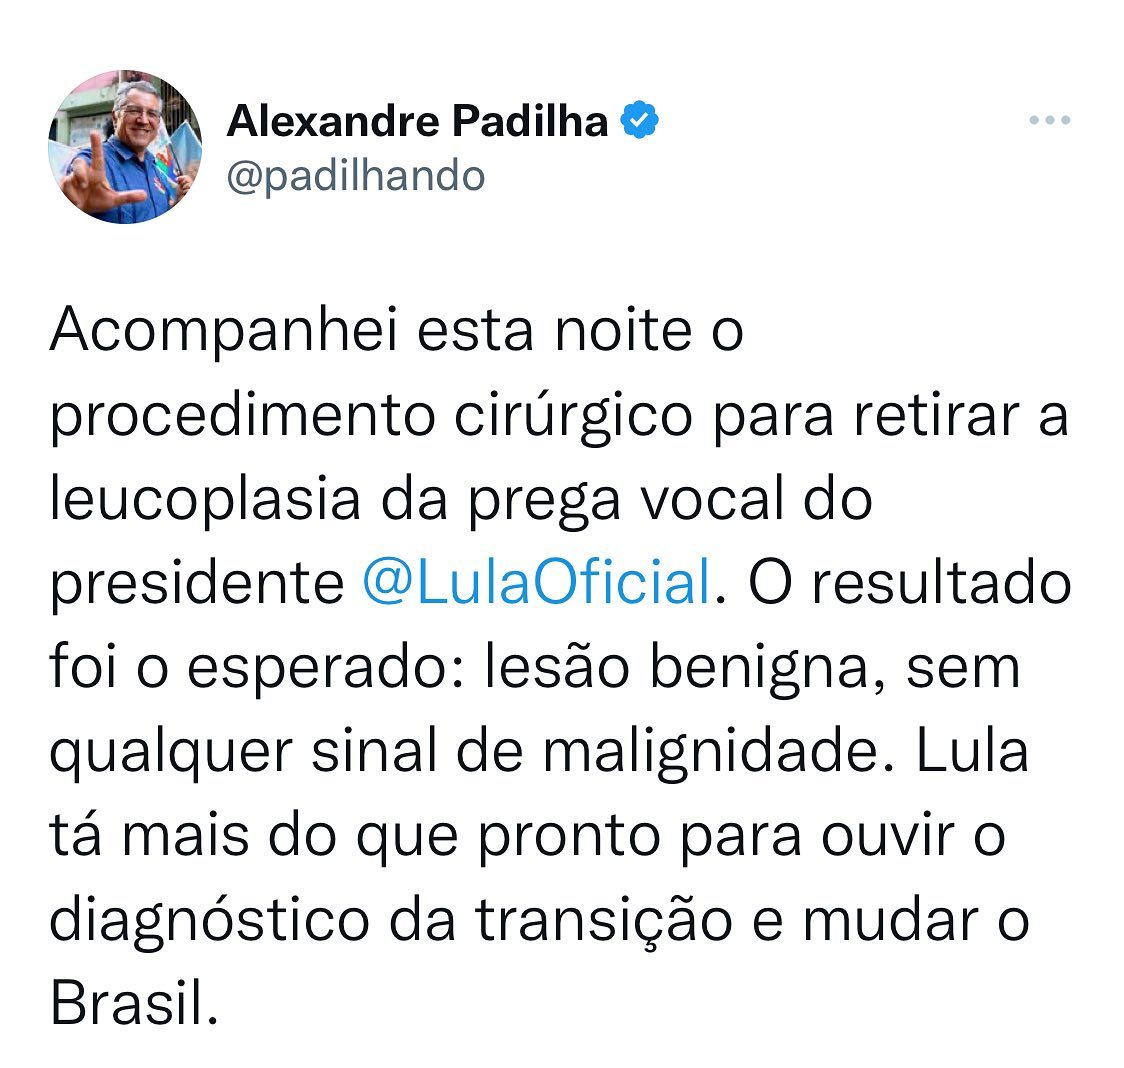 Alexandre Padilha
@padilhando
Acompanhei esta noite o
procedimento cirúrgico para retirar a
leucoplasia da prega vocal do
presidente @LulaOficial. O resultado
foi o esperado: lesão benigna, sem
qualquer sinal de malignidade. Lula
tá mais do que pronto para ouvir o
diagnóstico da transição e mudar o
Brasil.